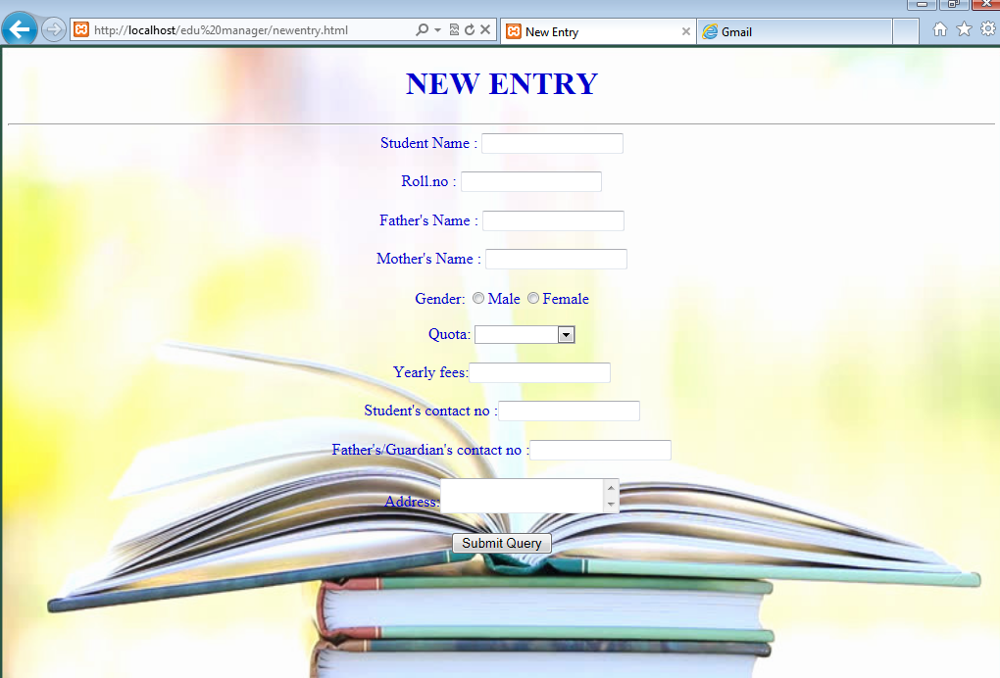 http://localhost/edu%20manager/newentry.html
New Entry
Gmail
NEW ENTRY
Student Name :
Roll.no :
Father's Name :
Mother's Name :
Gender: Male Female
Quota:
Yearly fees:
Student's contact no :
Father's/Guardian's contact no :
Address:
Submit Query